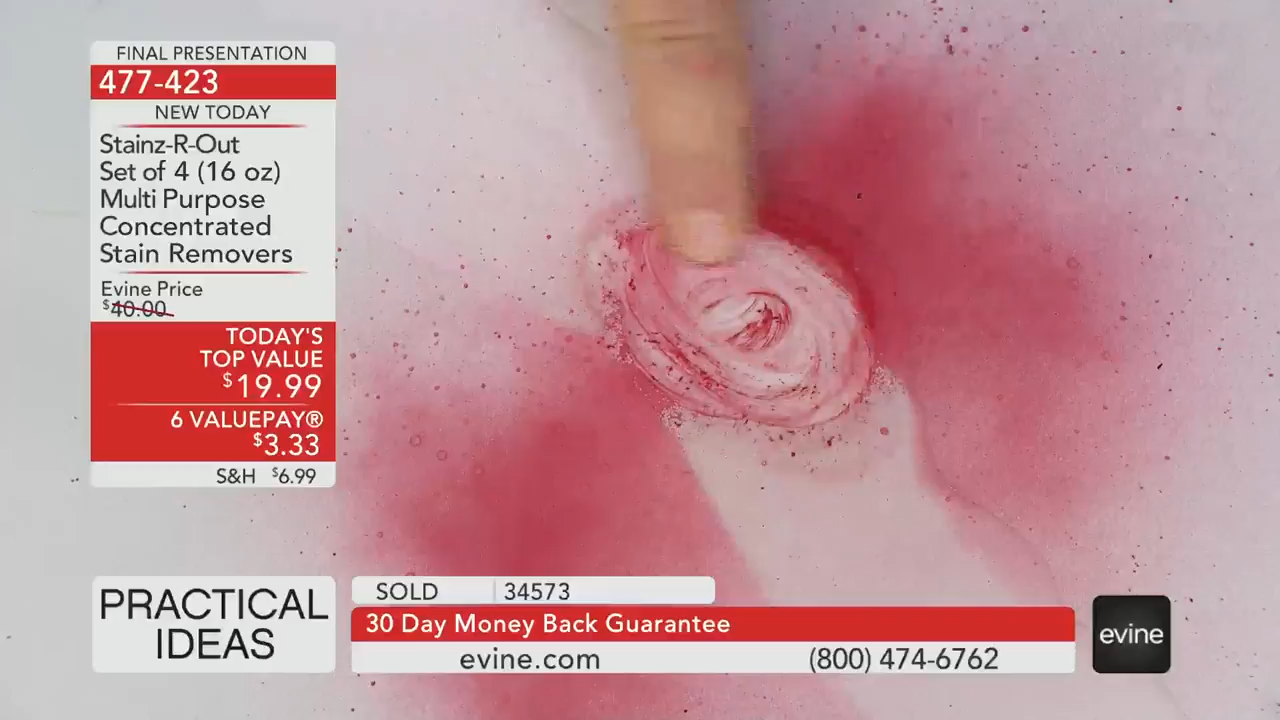 FINAL PRESENTATION
477-423
NEW TODAY
Stainz-R-Out
Set of 4 (16 oz)
Multi Purpose
Concentrated
Stain Removers
Evine Price
$40.00
TODAY'S
TOP VALUE
$19.99
6 VALUEPAY®
$3.33
S&H $6.99
PRACTICAL
IDEAS
SOLD 34573
30 Day Money Back Guarantee
evine.com (800) 474-6762
evine